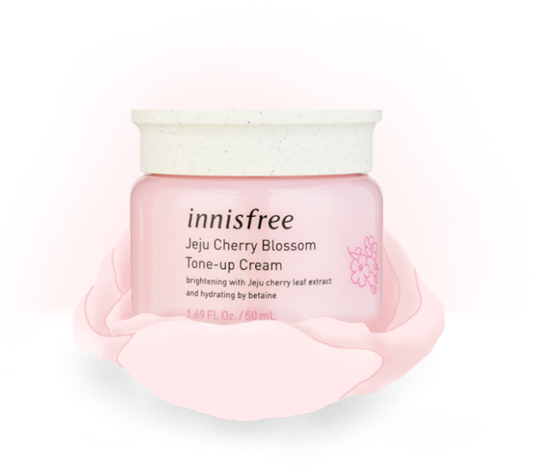 innisfree
Jeju Cherry Blossom
Tone-up Cream
brightening with Jeju cherry leaf extract
and hydrating by betaine
1.69 FL Oz. / 50 mL